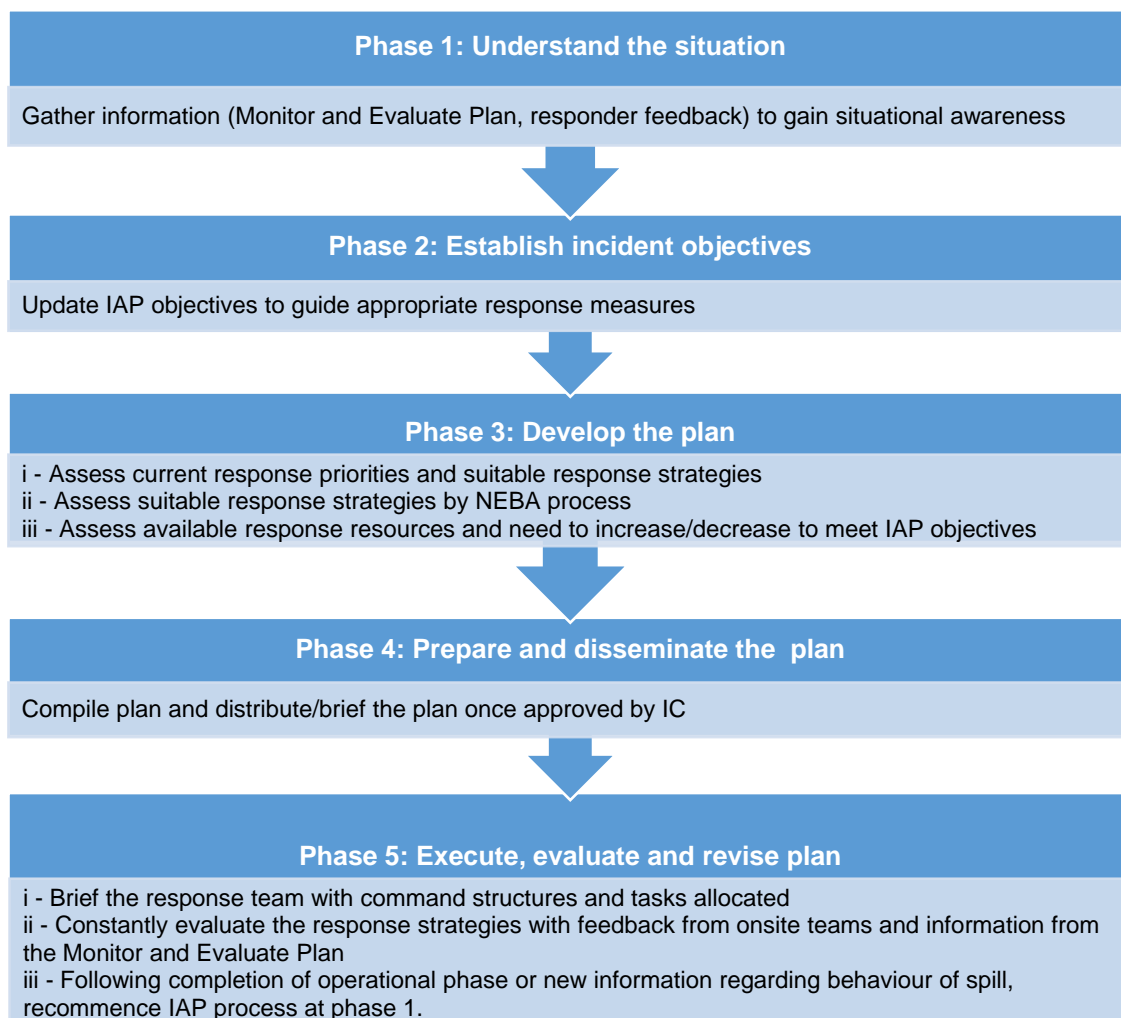 Phase 1: Understand the situation
Gather information (Monitor and Evaluate Plan, responder feedback) to gain situational awareness
Phase 2: Establish incident objectives
Update IAP objectives to guide appropriate response measures
Phase 3: Develop the plan
i - Assess current response priorities and suitable response strategies
ii - Assess suitable response strategies by NEBA process
iii - Assess available response resources and need to increase/decrease to meet IAP objectives
Phase 4: Prepare and disseminate the  plan
Compile plan and distribute/brief the plan once approved by IC
Phase 5: Execute, evaluate and revise plan
i - Brief the response team with command structures and tasks allocated
ii - Constantly evaluate the response strategies with feedback from onsite teams and information from
the Monitor and Evaluate Plan
iii - Following completion of operational phase or new information regarding behaviour of spill,
recommence IAP process at phase 1.